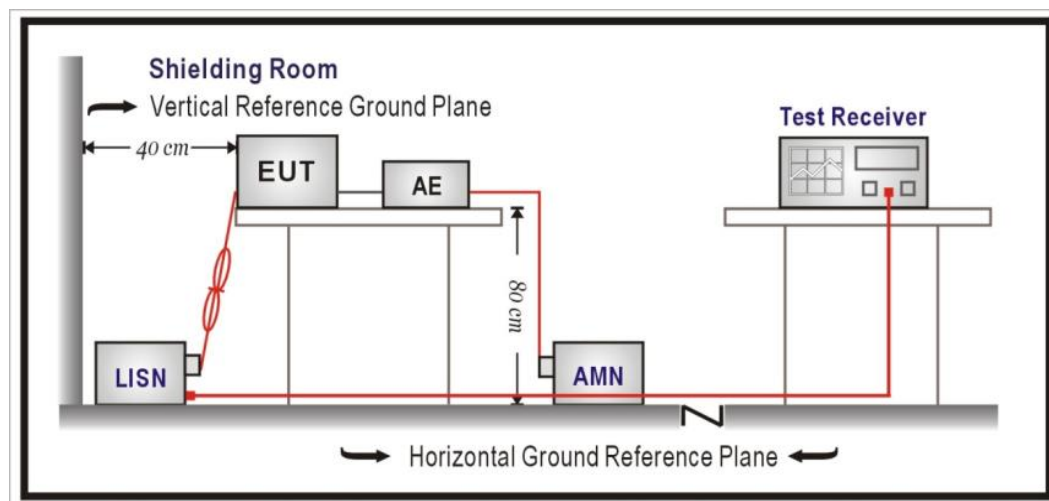 Shielding Room
Vertical Reference Ground Plane
Test Receiver
40 cm
EUT
AE
80 cm
LISN
AMN
Horizontal Ground Reference Plane